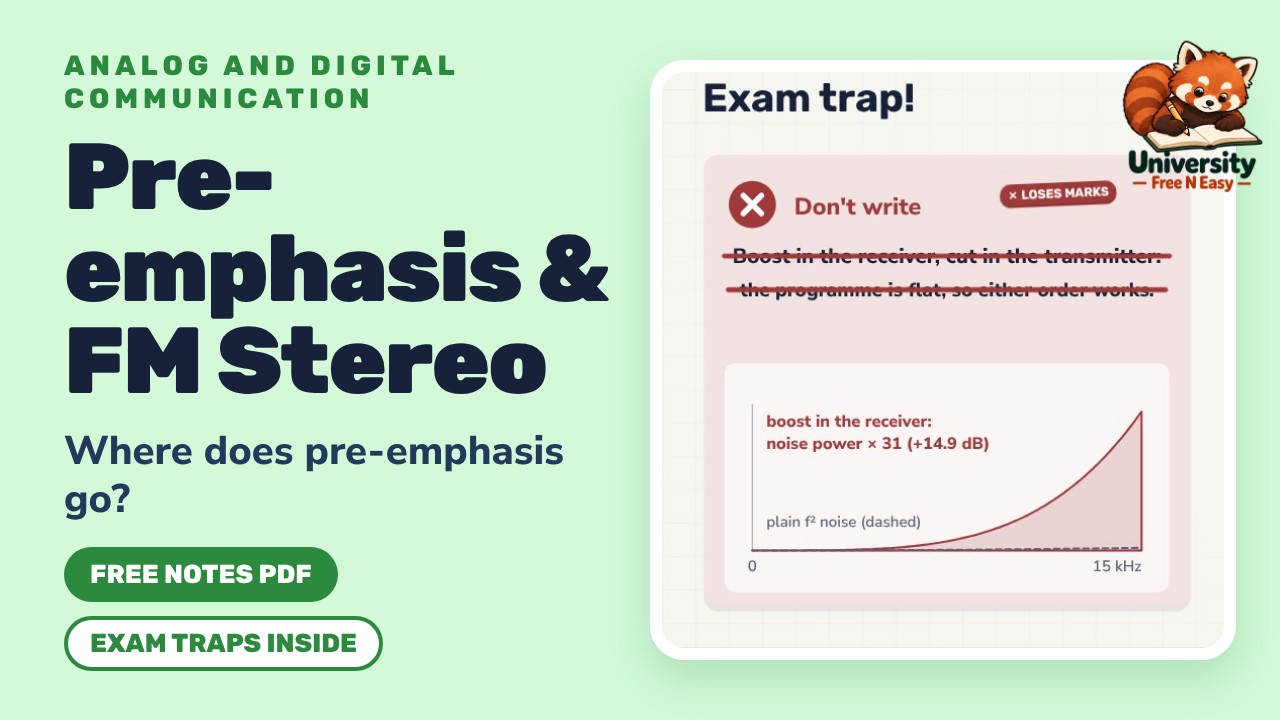 ANALOG AND DIGITAL
COMMUNICATION
Pre-
emphasis &
FM Stereo
Where does pre-emphasis
go?
FREE NOTES PDF
EXAM TRAPS INSIDE
Exam trap!
Don't write
× LOSES MARKS
Boost in the receiver, cut in the transmitter:
the programme is flat, so either order works.
boost in the receiver:
noise power × 31 (+14.9 dB)
plain f² noise (dashed)
0
15 kHz
University
Free N Easy